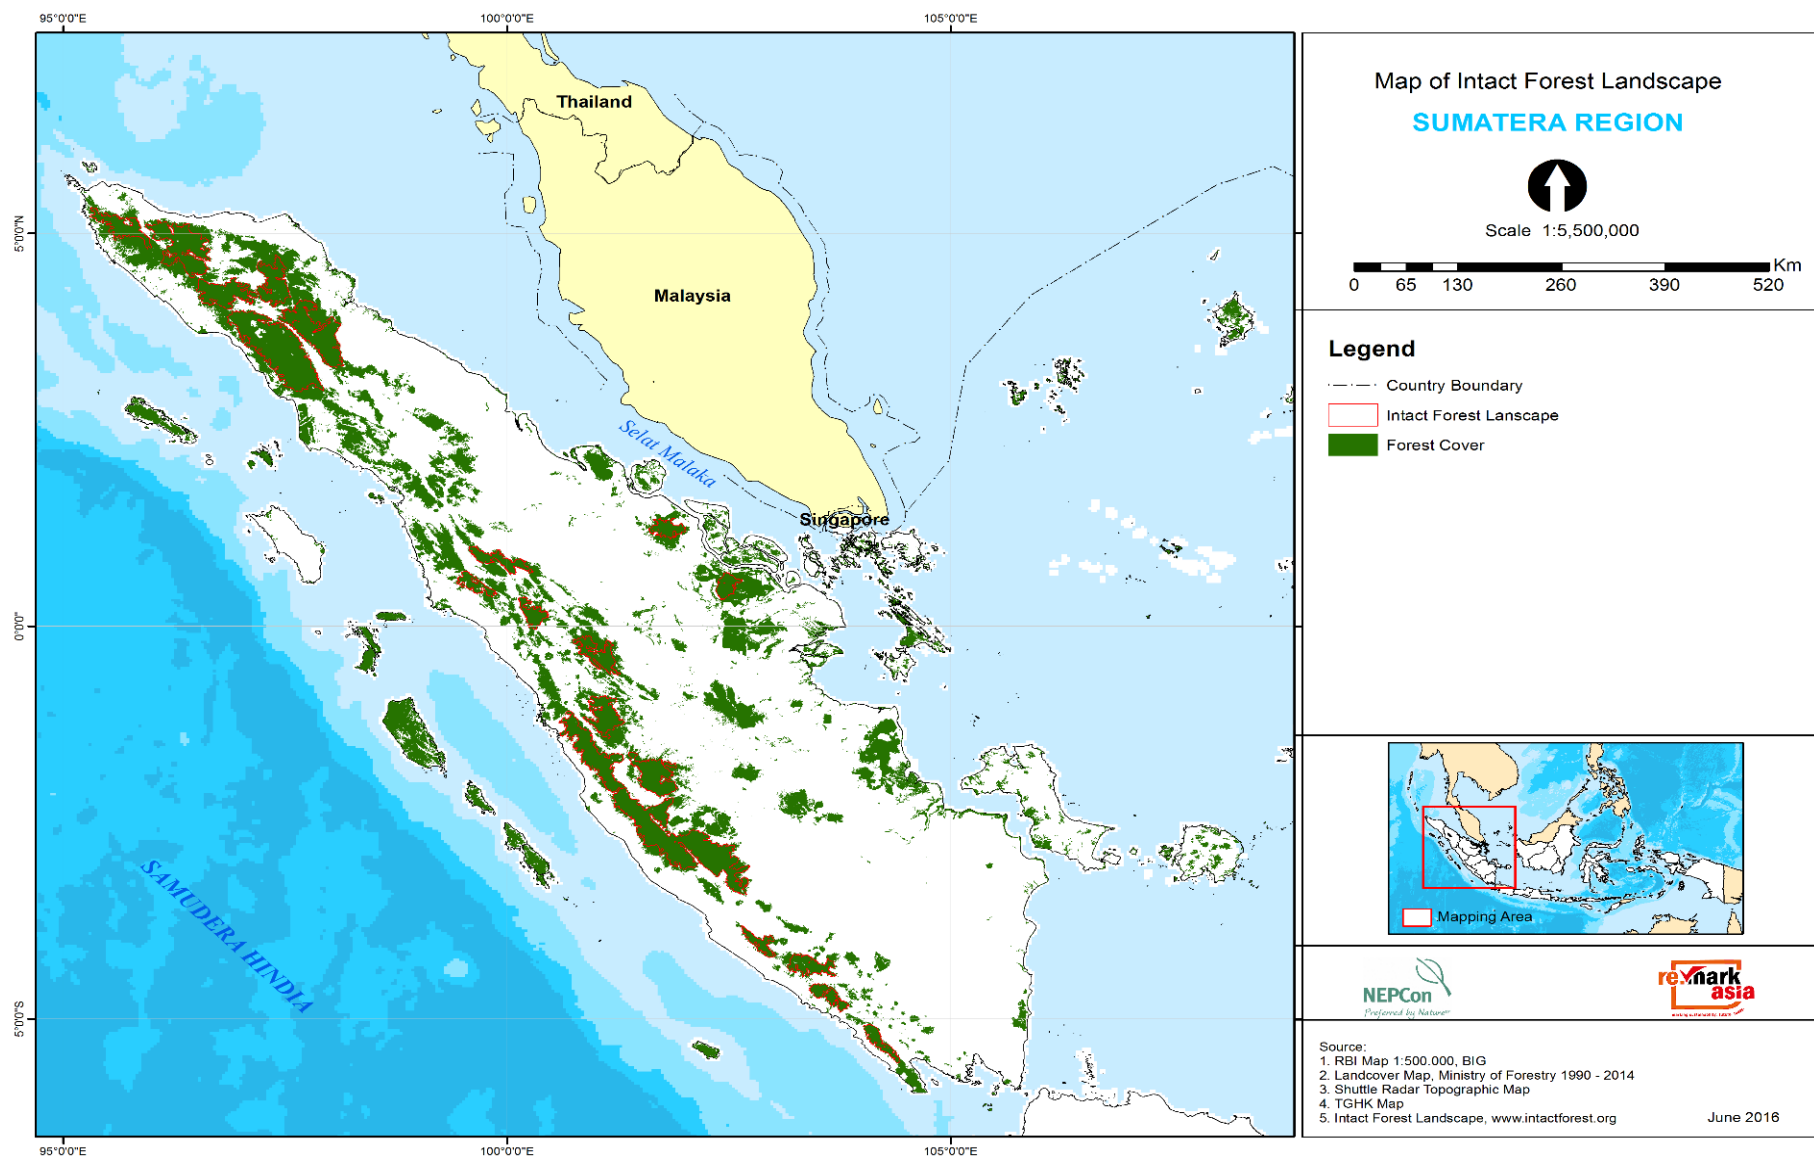 95°0'0"E 100°0'0"E 105°0'0"E
Thailand
Malaysia
Selat Malaka
Singapore
SAMUDERA HINDIA
5°0'0"N
0°0'0"
5°0'0"S
95°0'0"E 100°0'0"E 105°0'0"E
Map of Intact Forest Landscape
SUMATERA REGION
Scale 1:5,500,000
Km
0 65 130 260 390 520
Legend
Country Boundary
Intact Forest Lanscape
Forest Cover
Mapping Area
NEPCon
Preferred by Nature
re.mark
asia
Source:
1. RBI Map 1:500.000, BIG
2. Landcover Map, Ministry of Forestry 1990 - 2014
3. Shuttle Radar Topographic Map
4. TGHK Map
5. Intact Forest Landscape, www.intactforest.org
June 2016